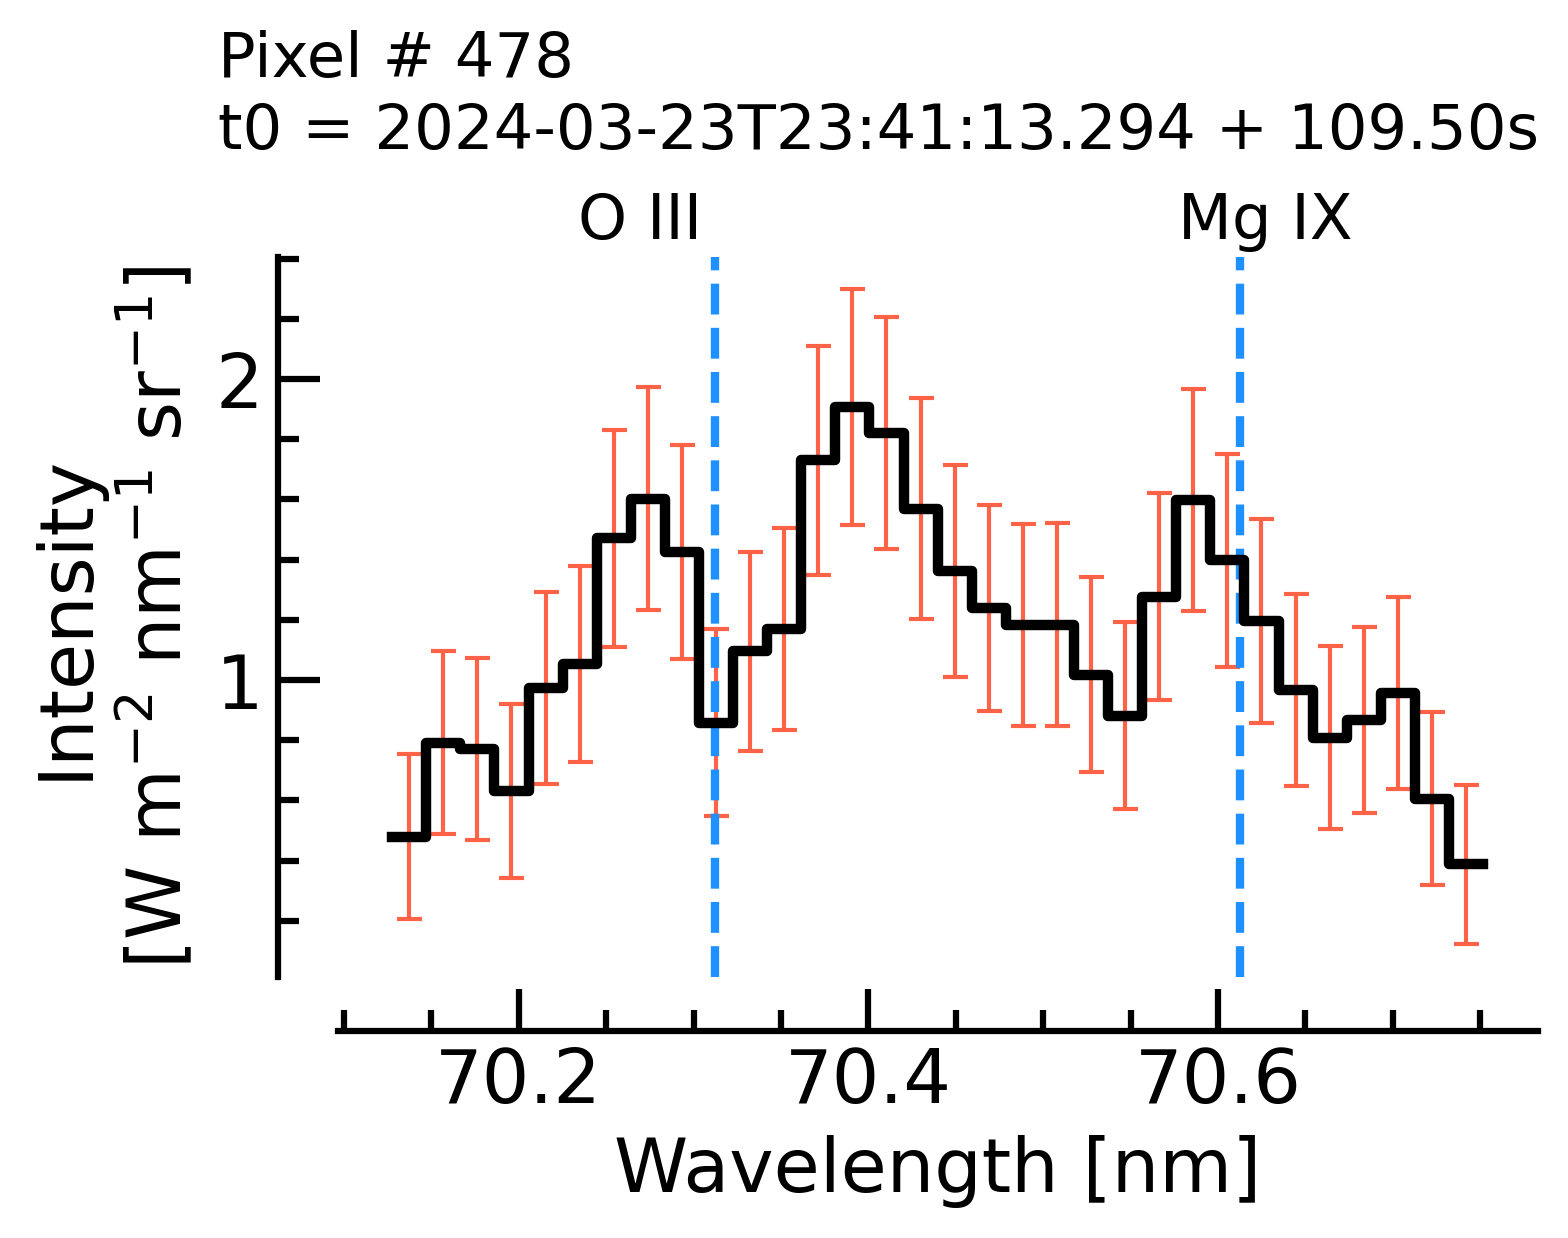 Pixel # 478
t0 = 2024-03-23T23:41:13.294 + 109.50s
O III Mg IX
Intensity
[W m⁻² nm⁻¹ sr⁻¹]
2
1
70.2 70.4 70.6
Wavelength [nm]